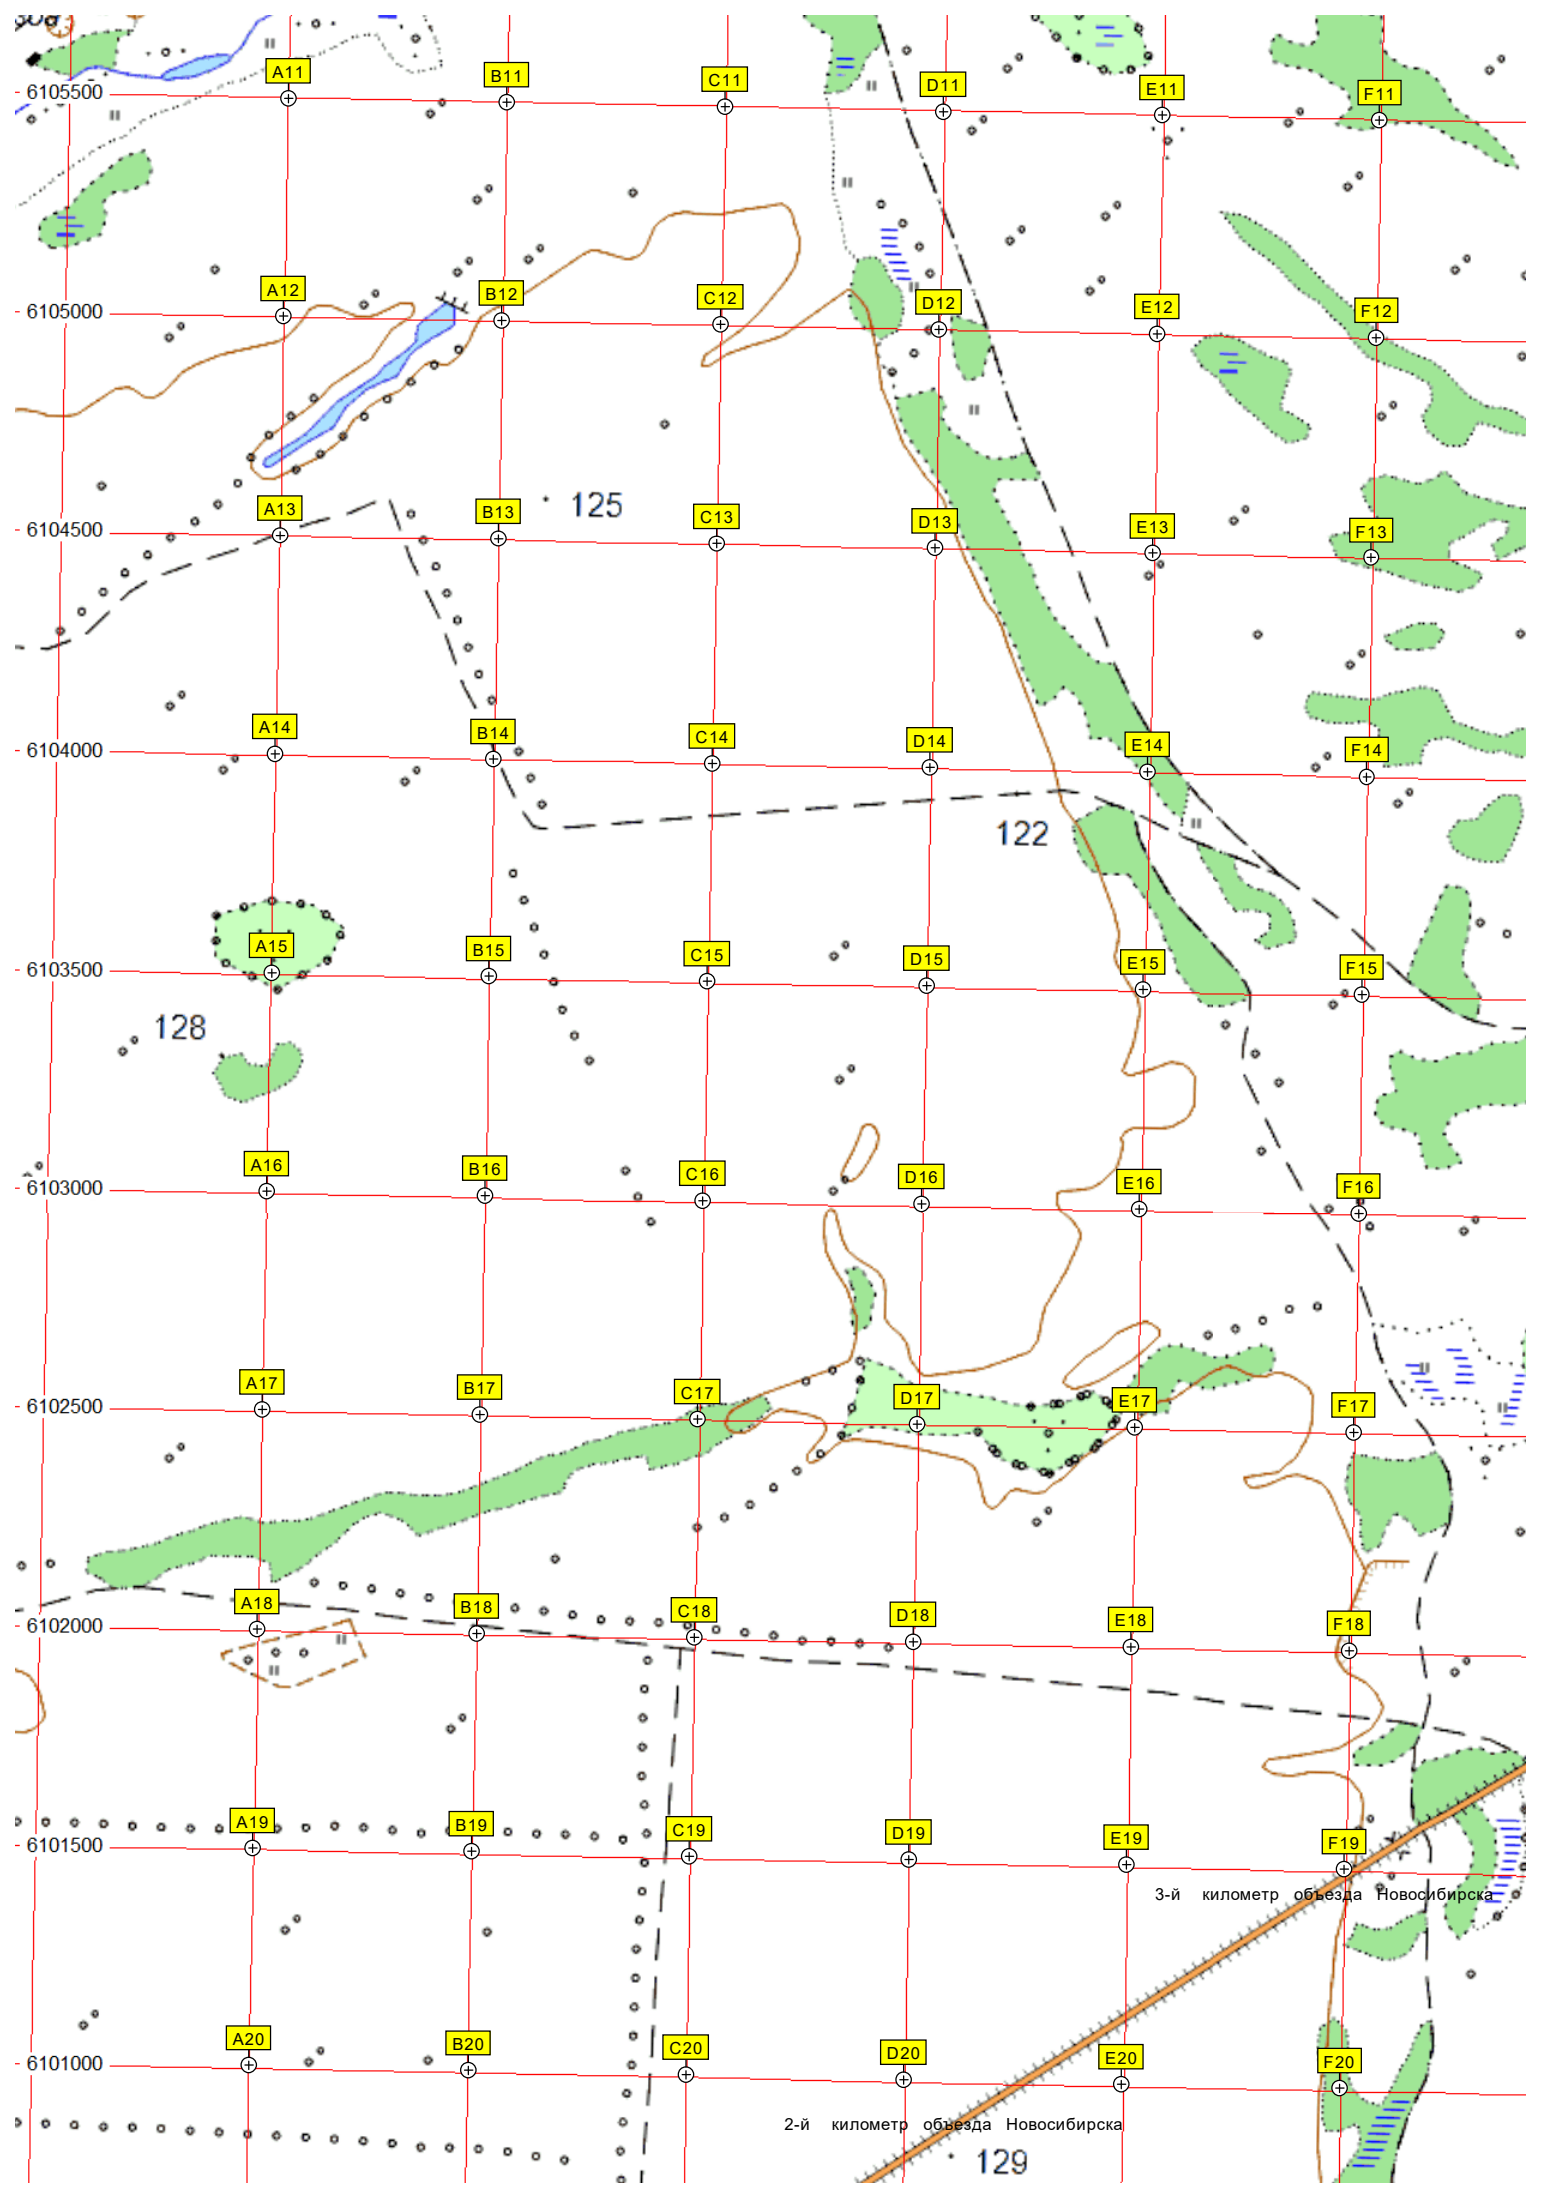 A11 B11 C11 D11 E11 F11
6105500
A12 B12 C12 D12 E12 F12
6105000
125
A13 B13 C13 D13 E13 F13
6104500
A14 B14 C14 D14 E14 F14
6104000
122
A15 B15 C15 D15 E15 F15
6103500
128
A16 B16 C16 D16 E16 F16
6103000
A17 B17 C17 D17 E17 F17
6102500
A18 B18 C18 D18 E18 F18
6102000
A19 B19 C19 D19 E19 F19
6101500
3-й километр объезда Новосибирска
A20 B20 C20 D20 E20 F20
6101000
2-й километр объезда Новосибирска
129